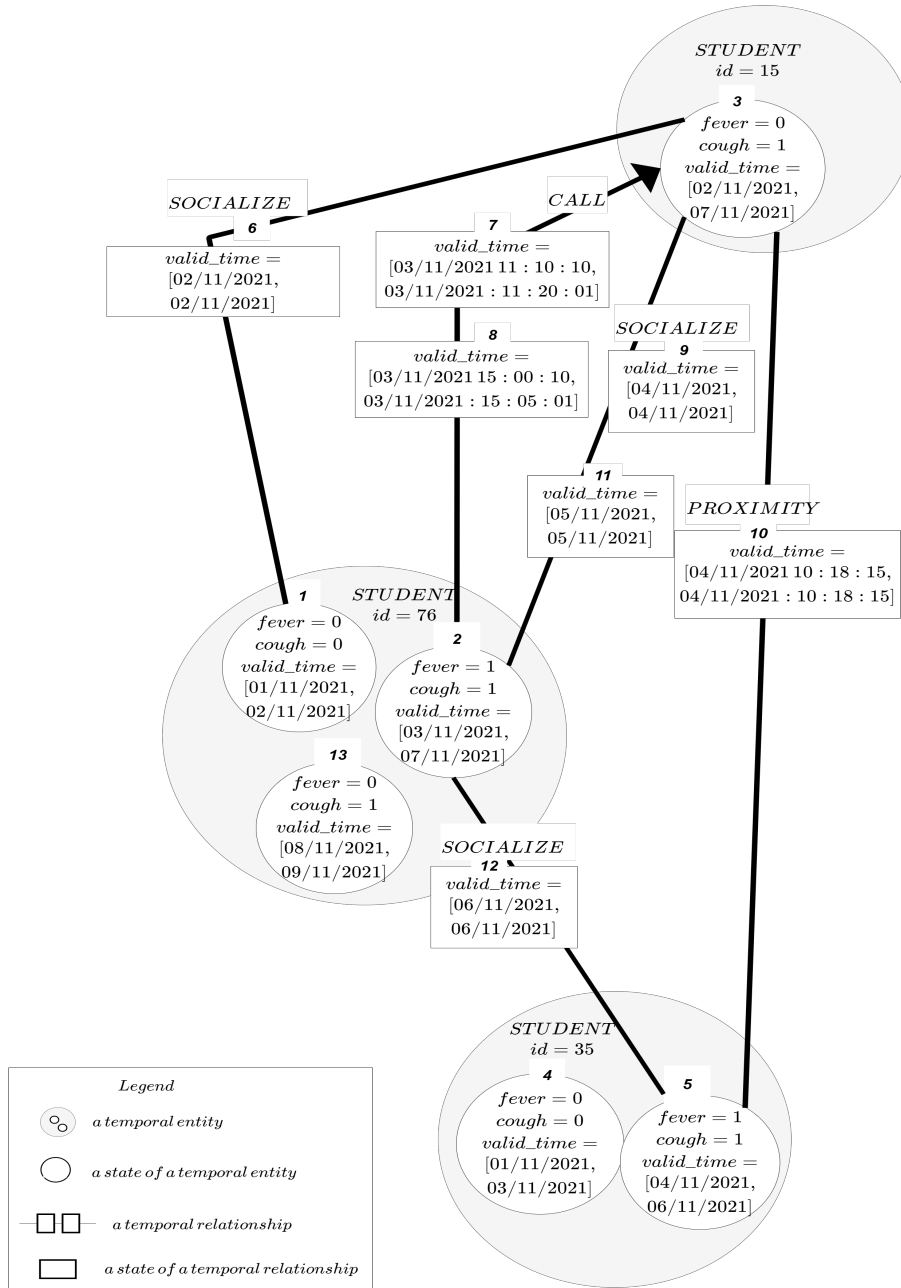 STUDENT
id = 15
3
fever = 0
cough = 1
valid_time =
[02/11/2021,
07/11/2021]
SOCIALIZE
6
valid_time =
[02/11/2021,
02/11/2021]
CALL
7
valid_time =
[03/11/2021 11 : 10 : 10,
03/11/2021 : 11 : 20 : 01]
8
valid_time =
[03/11/2021 15 : 00 : 10,
03/11/2021 : 15 : 05 : 01]
SOCIALIZE
9
valid_time =
[04/11/2021,
04/11/2021]
11
valid_time =
[05/11/2021,
05/11/2021]
PROXIMITY
10
valid_time =
[04/11/2021 10 : 18 : 15,
04/11/2021 : 10 : 18 : 15]
STUDENT
id = 76
1
fever = 0
cough = 0
valid_time =
[01/11/2021,
02/11/2021]
2
fever = 1
cough = 1
valid_time =
[03/11/2021,
07/11/2021]
13
fever = 0
cough = 1
valid_time =
[08/11/2021,
09/11/2021]
SOCIALIZE
12
valid_time =
[06/11/2021,
06/11/2021]
STUDENT
id = 35
4
fever = 0
cough = 0
valid_time =
[01/11/2021,
03/11/2021]
5
fever = 1
cough = 1
valid_time =
[04/11/2021,
06/11/2021]
Legend
a temporal entity
a state of a temporal entity
a temporal relationship
a state of a temporal relationship